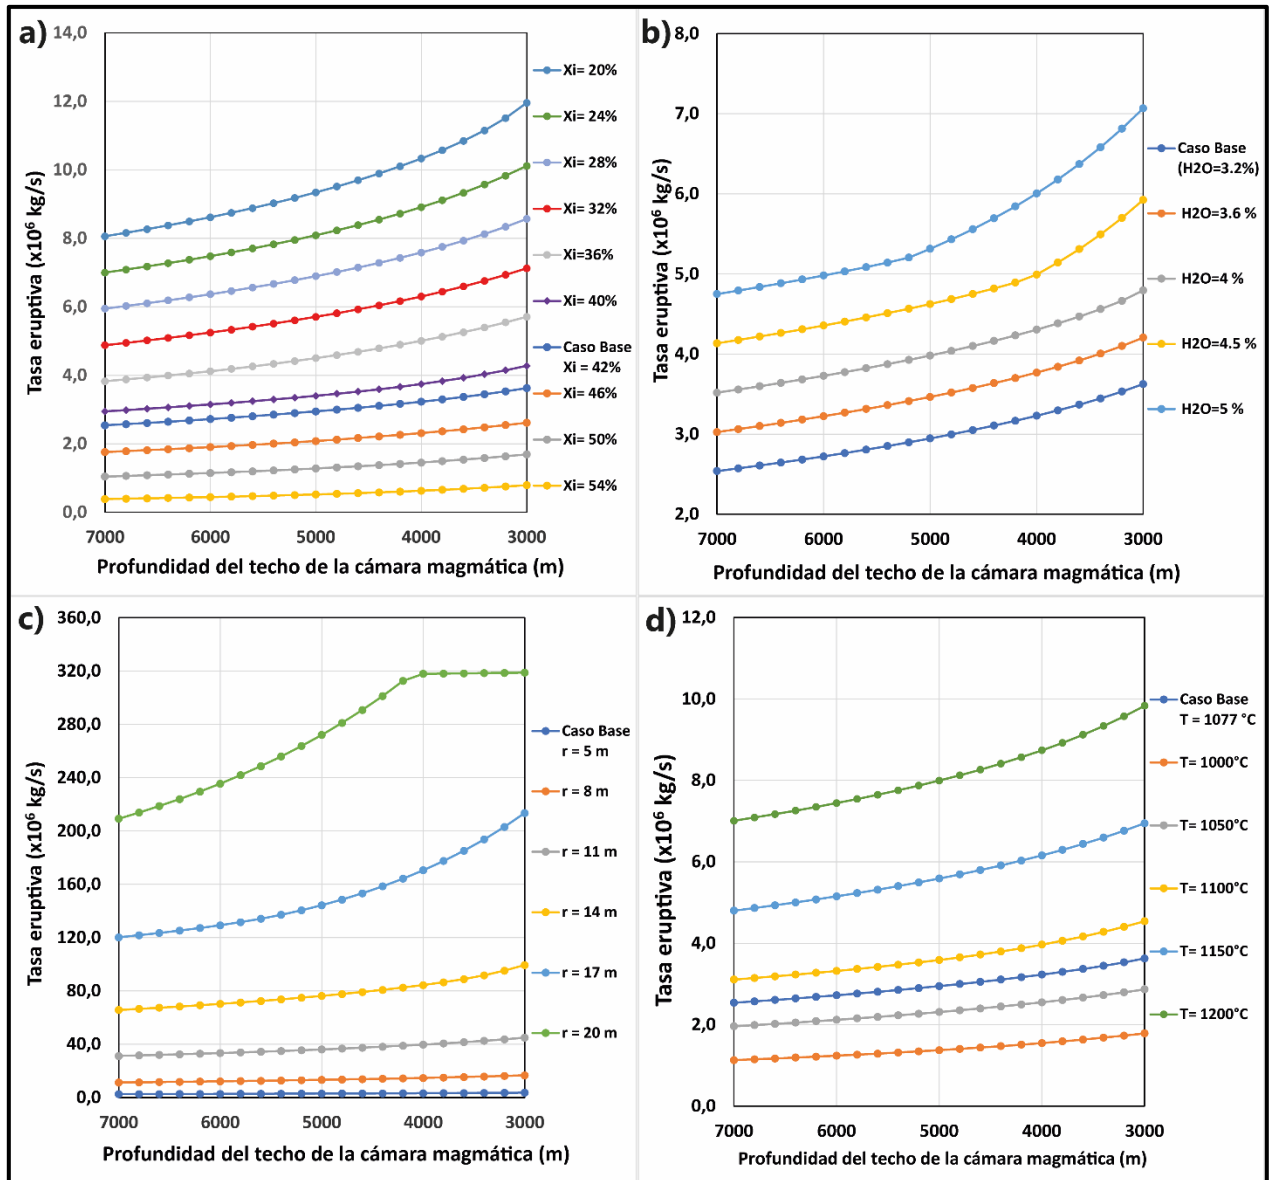 a)
Tasa eruptiva (x10⁶ kg/s)
14,0
12,0
10,0
8,0
6,0
4,0
2,0
0,0
7000 6000 5000 4000 3000
Profundidad del techo de la cámara magmática (m)
Xi= 20%
Xi= 24%
Xi= 28%
Xi= 32%
Xi=36%
Xi= 40%
Caso Base
Xi = 42%
Xi= 46%
Xi= 50%
Xi= 54%
b)
Tasa eruptiva (x10⁶ kg/s)
8,0
7,0
6,0
5,0
4,0
3,0
2,0
7000 6000 5000 4000 3000
Profundidad del techo de la cámara magmática (m)
Caso Base
(H2O=3.2%)
H2O=3.6 %
H2O=4 %
H2O=4.5 %
H2O=5 %
c)
Tasa eruptiva (x10⁶ kg/s)
360,0
320,0
280,0
240,0
200,0
160,0
120,0
80,0
40,0
0,0
7000 6000 5000 4000 3000
Profundidad del techo de la cámara magmática (m)
Caso Base
r = 5 m
r = 8 m
r = 11 m
r = 14 m
r = 17 m
r = 20 m
d)
Tasa eruptiva (x10⁶ kg/s)
12,0
10,0
8,0
6,0
4,0
2,0
0,0
7000 6000 5000 4000 3000
Profundidad del techo de la cámara magmática (m)
Caso Base
T = 1077 °C
T= 1000°C
T= 1050°C
T= 1100°C
T= 1150°C
T= 1200°C